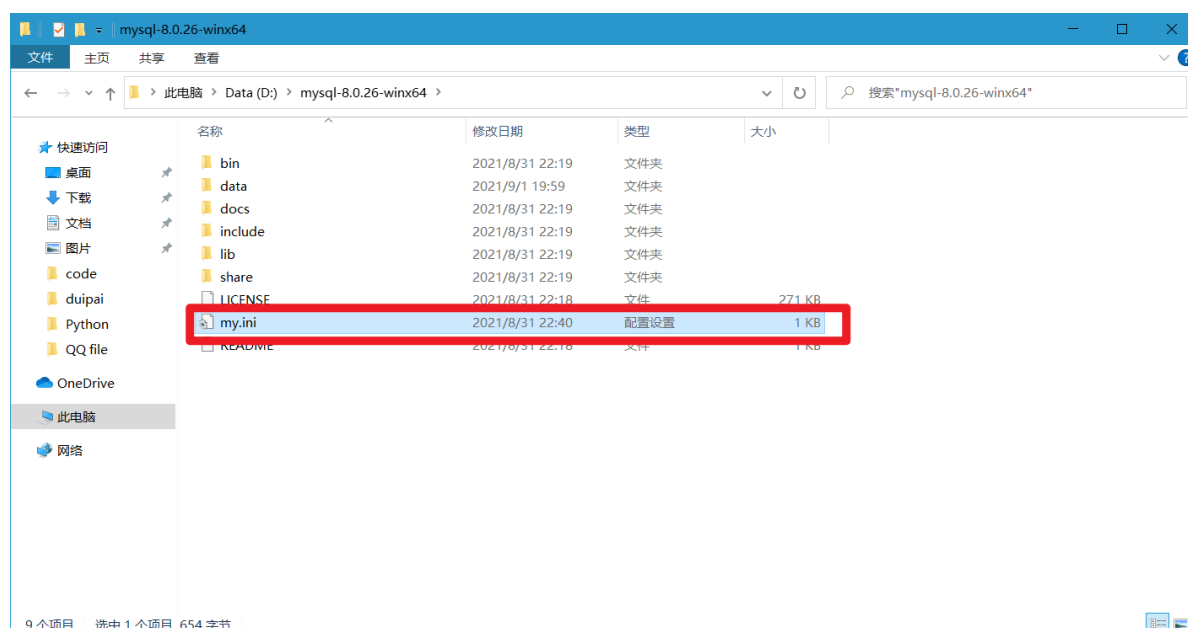 mysql-8.0.26-winx64
文件 主页 共享 查看
此电脑 > Data (D:) > mysql-8.0.26-winx64 > 搜索"mysql-8.0.26-winx64"
名称 修改日期 类型 大小
快速访问
桌面
下载
文档
图片
code
duipai
Python
QQ file
OneDrive
此电脑
网络
bin 2021/8/31 22:19 文件夹
data 2021/9/1 19:59 文件夹
docs 2021/8/31 22:19 文件夹
include 2021/8/31 22:19 文件夹
lib 2021/8/31 22:19 文件夹
share 2021/8/31 22:19 文件夹
LICENSE 2021/8/31 22:18 文件 271 KB
my.ini 2021/8/31 22:40 配置设置 1 KB
README 2021/8/31 22:18 文件 1 KB
9 个项目 选中 1 个项目 654 字节